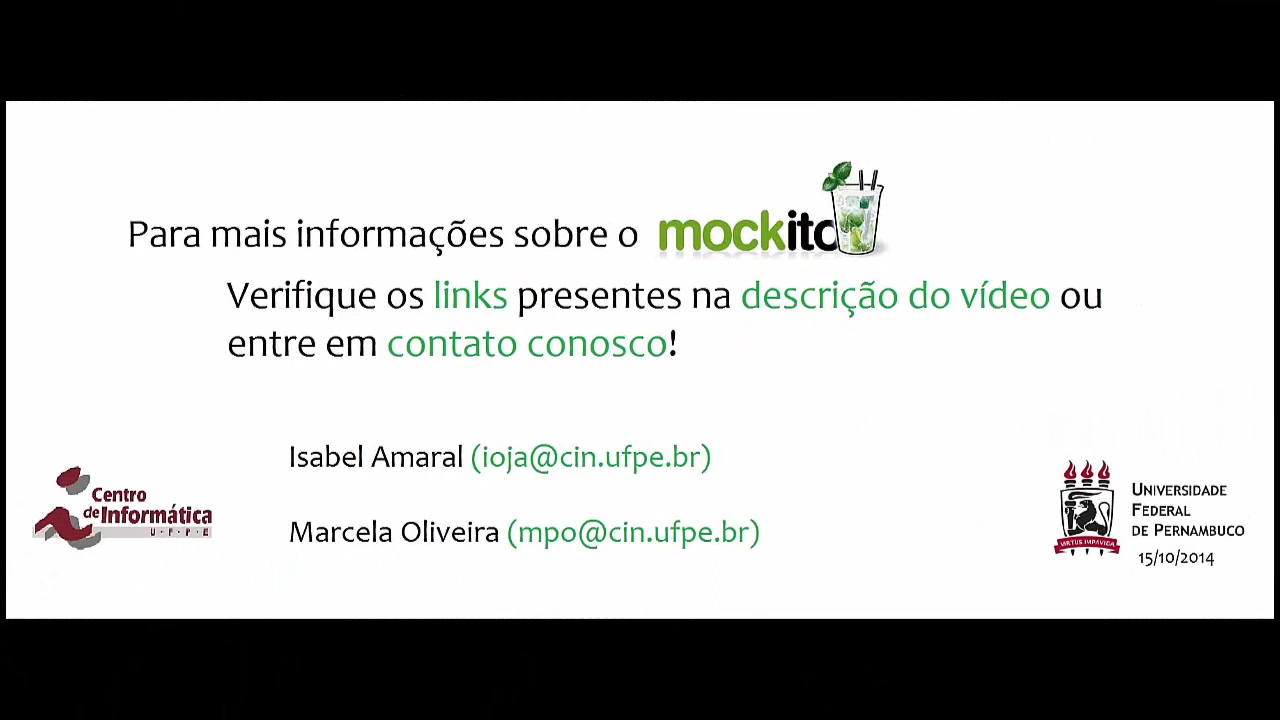 Para mais informações sobre o mockito
Verifique os links presentes na descrição do vídeo ou
entre em contato conosco!
Isabel Amaral (ioja@cin.ufpe.br)
Marcela Oliveira (mpo@cin.ufpe.br)
Centro
de Informática
U·F·P·E
VIRTUS IMPAVIDA
UNIVERSIDADE
FEDERAL
DE PERNAMBUCO
15/10/2014